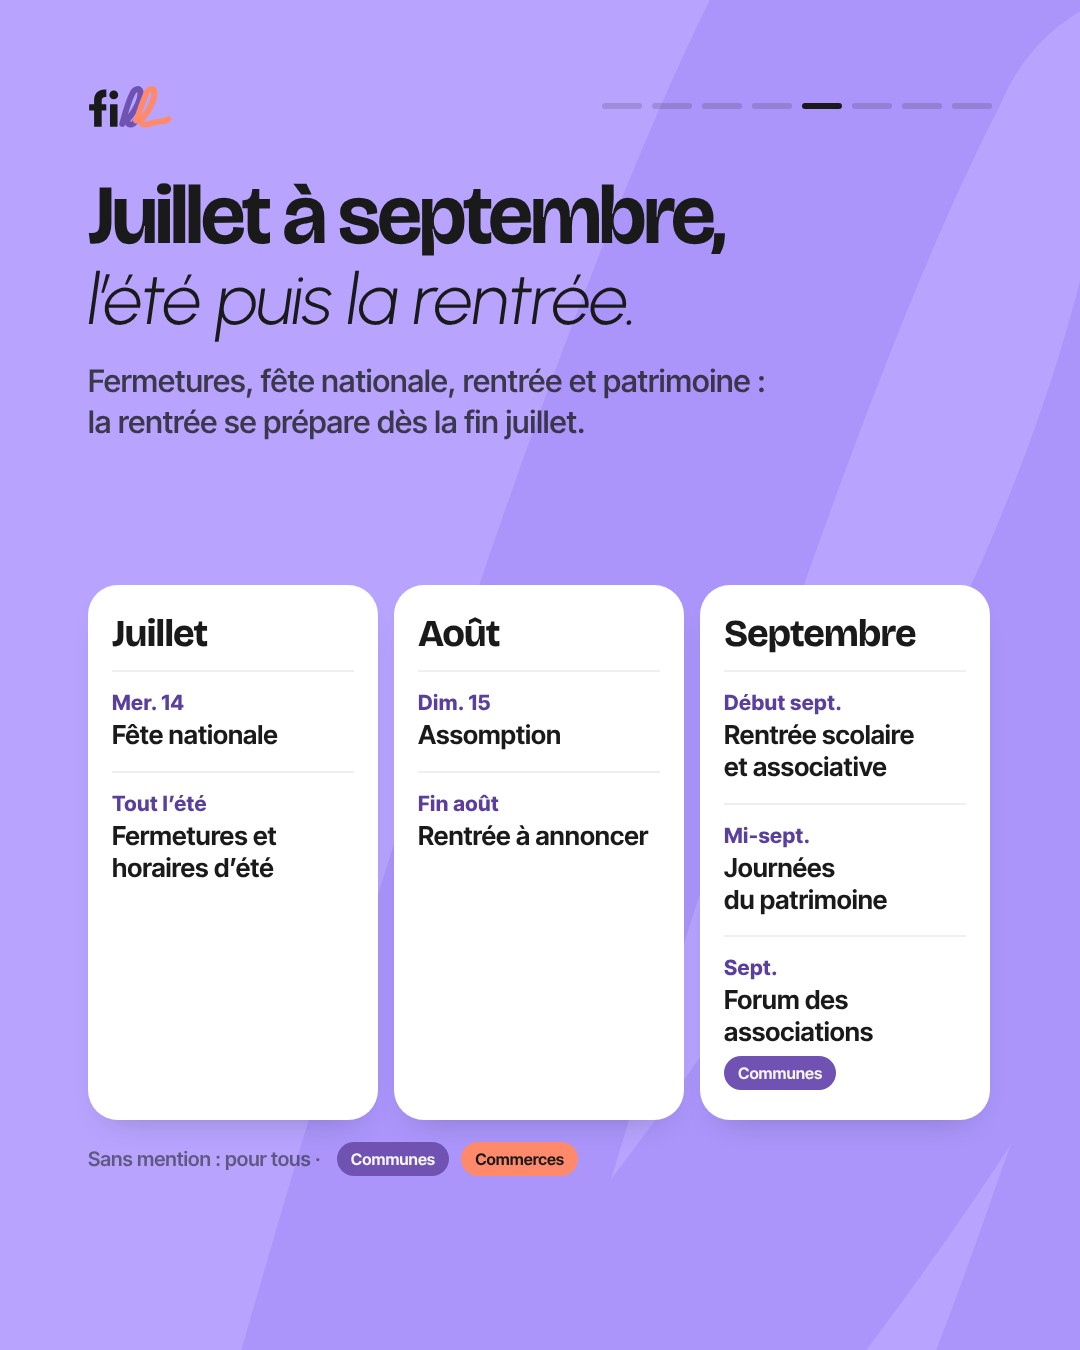 fill
Juillet à septembre,
l'été puis la rentrée.
Fermetures, fête nationale, rentrée et patrimoine :
la rentrée se prépare dès la fin juillet.
Juillet
Mer. 14
Fête nationale
Tout l’été
Fermetures et
horaires d’été
Août
Dim. 15
Assomption
Fin août
Rentrée à annoncer
Septembre
Début sept.
Rentrée scolaire
et associative
Mi-sept.
Journées
du patrimoine
Sept.
Forum des
associations
Communes
Sans mention : pour tous · Communes Commerces